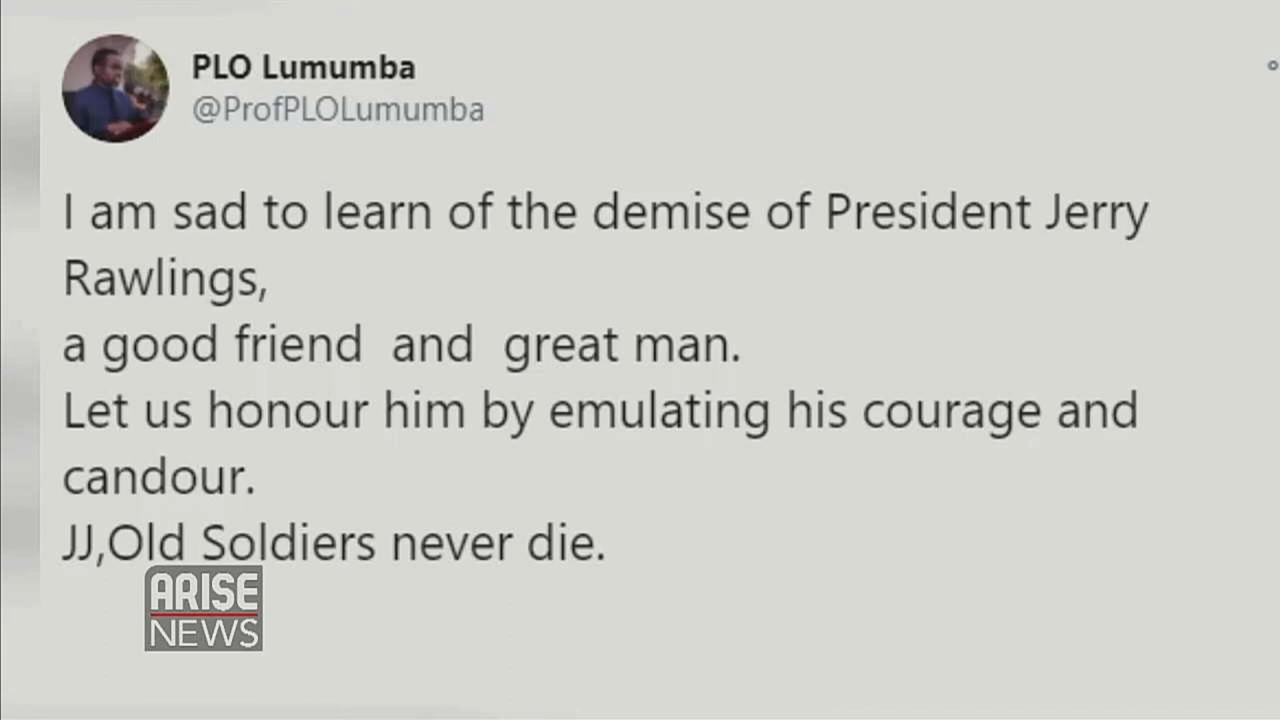 PLO Lumumba
@ProfPLOLumumba
I am sad to learn of the demise of President Jerry
Rawlings,
a good friend and great man.
Let us honour him by emulating his courage and
candour.
JJ,Old Soldiers never die.
ARISE
NEWS